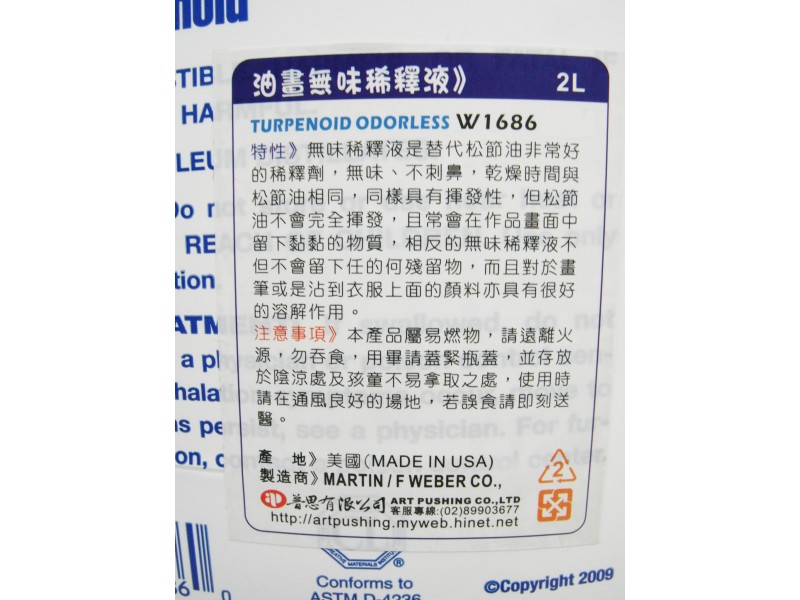 油畫無味稀釋液》 2L
TURPENOID ODORLESS W1686
特性》無味稀釋液是替代松節油非常好
的稀釋劑，無味、不刺鼻，乾燥時間與
松節油相同，同樣具有揮發性，但松節
油不會完全揮發，且常會在作品畫面中
留下黏黏的物質，相反的無味稀釋液不
但不會留下任的何殘留物，而且對於畫
筆或是沾到衣服上面的顏料亦具有很好
的溶解作用。
注意事項》本產品屬易燃物，請遠離火
源，勿吞食，用畢請蓋緊瓶蓋，並存放
於陰涼處及孩童不易拿取之處，使用時
請在通風良好的場地，若誤食請即刻送
醫。
產 地》美國(MADE IN USA)
製造商》MARTIN / F WEBER CO.,
普思有限公司 ART PUSHING CO.,LTD
客服專線:(02)89903677
http://artpushing.myweb.hinet.net
2
Conforms to
ASTM D-4236
©Copyright 2009